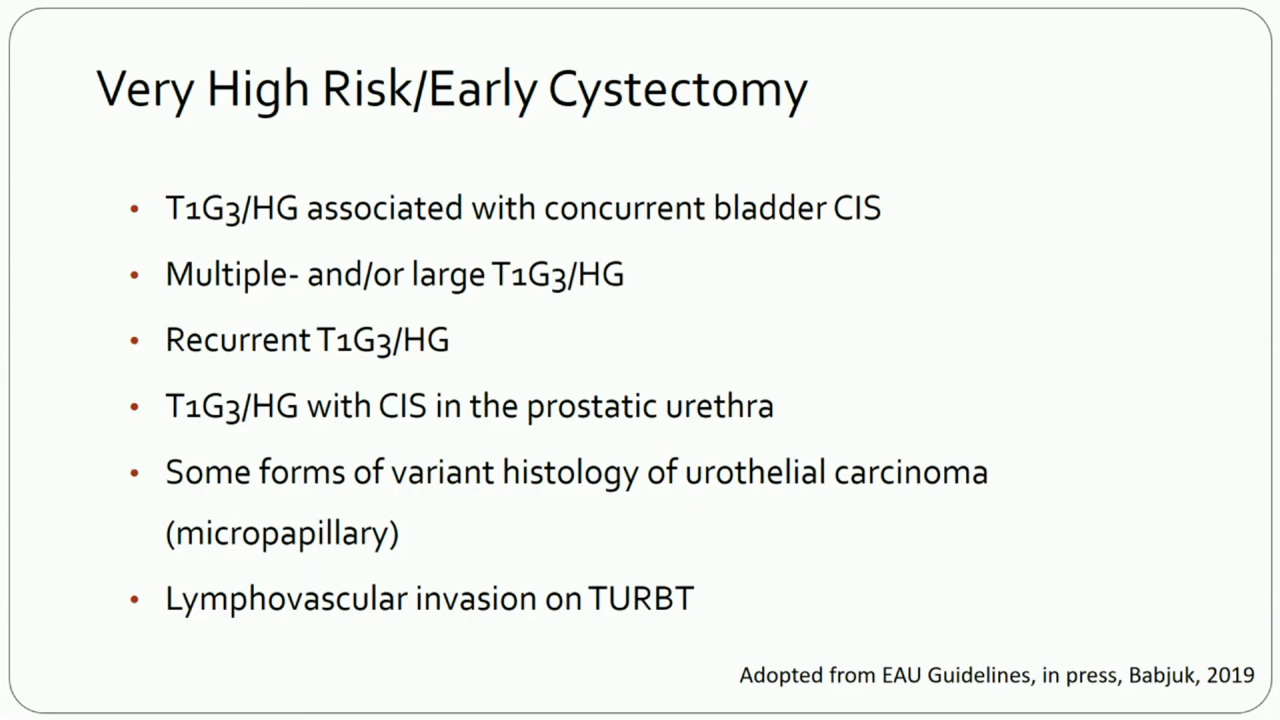 Very High Risk/Early Cystectomy
• T1G3/HG associated with concurrent bladder CIS
• Multiple- and/or large T1G3/HG
• Recurrent T1G3/HG
• T1G3/HG with CIS in the prostatic urethra
• Some forms of variant histology of urothelial carcinoma
(micropapillary)
• Lymphovascular invasion on TURBT
Adopted from EAU Guidelines, in press, Babjuk, 2019